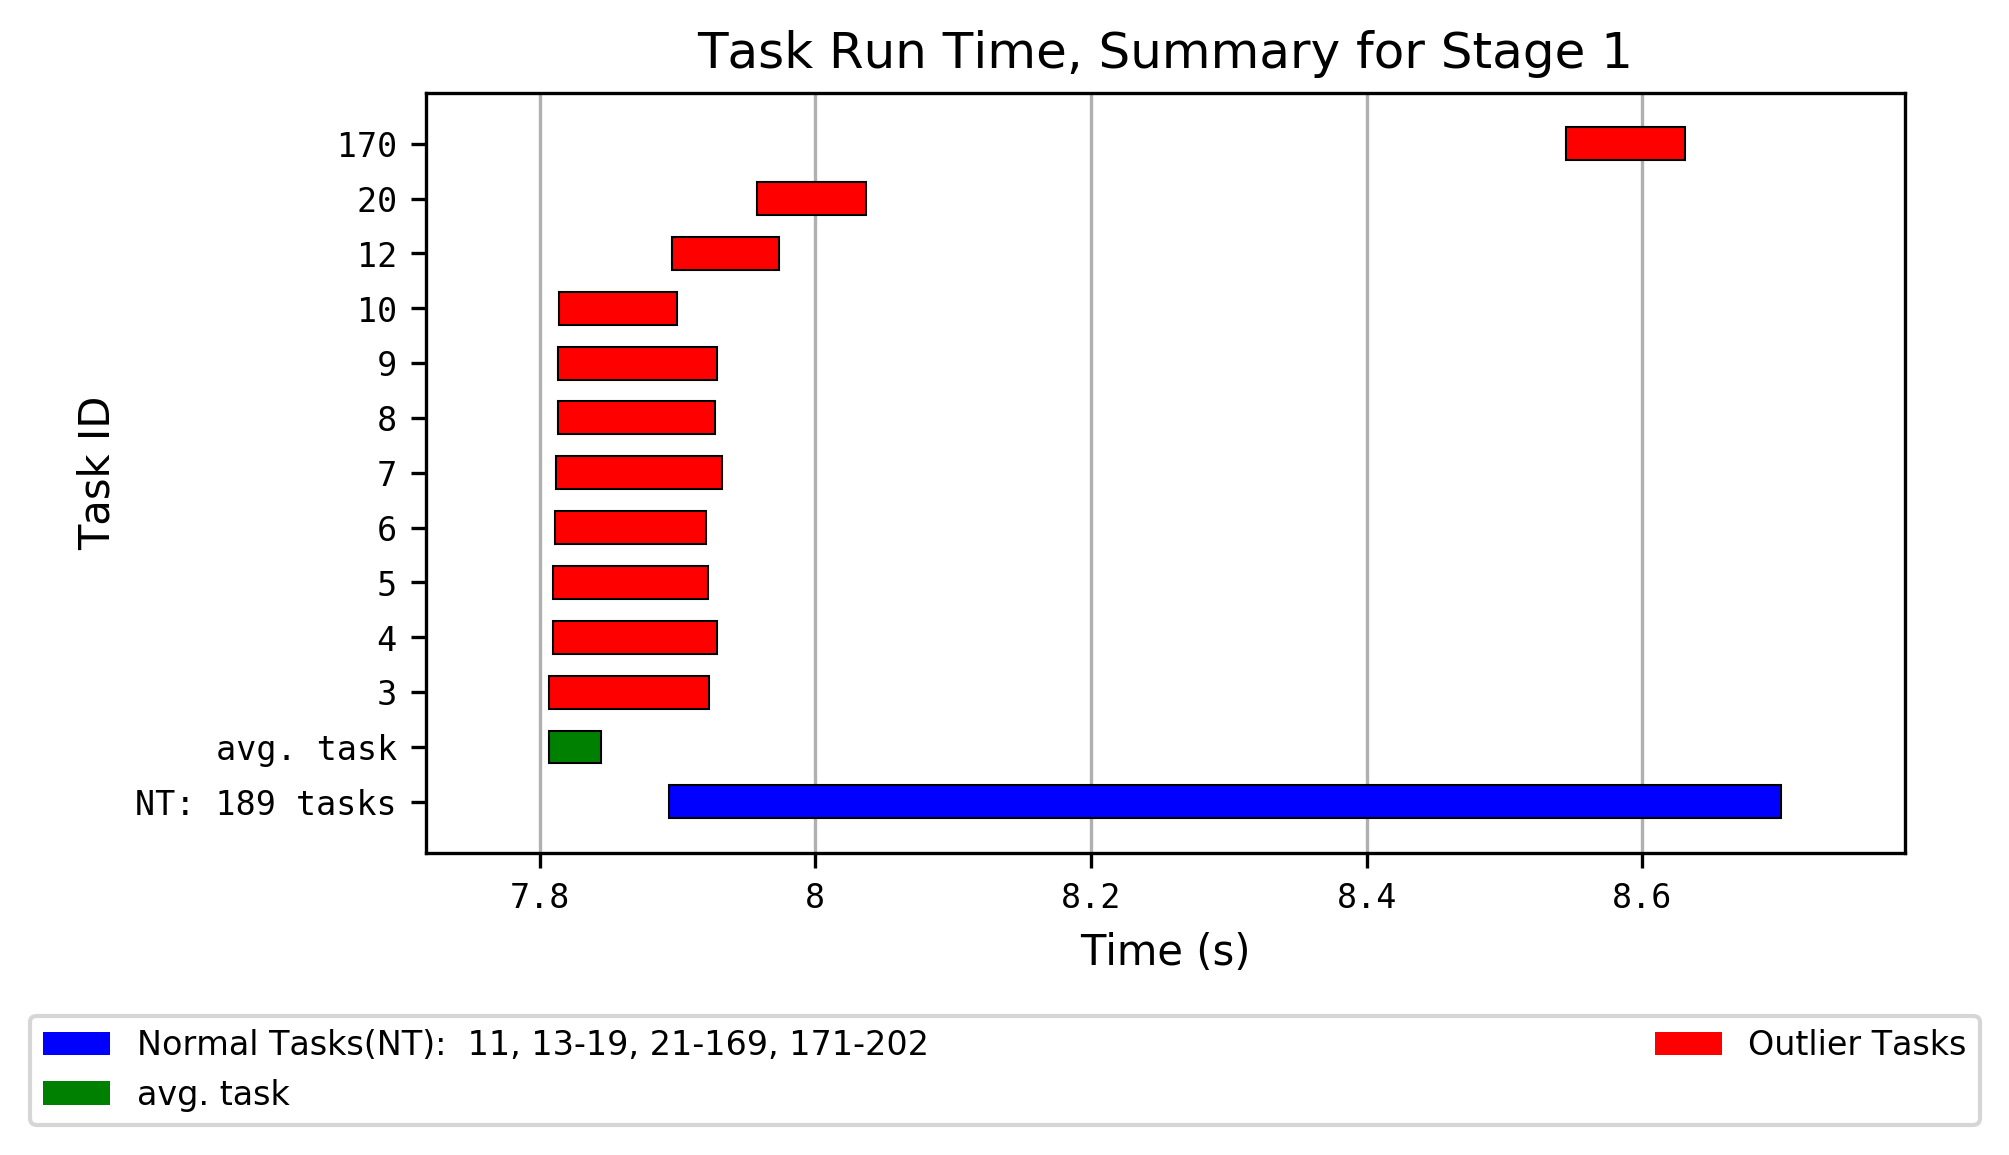 Task Run Time, Summary for Stage 1
170
20
12
10
9
8
7
6
5
4
3
avg. task
NT: 189 tasks
Task ID
7.8 8 8.2 8.4 8.6
Time (s)
Normal Tasks(NT):  11, 13-19, 21-169, 171-202
avg. task
Outlier Tasks